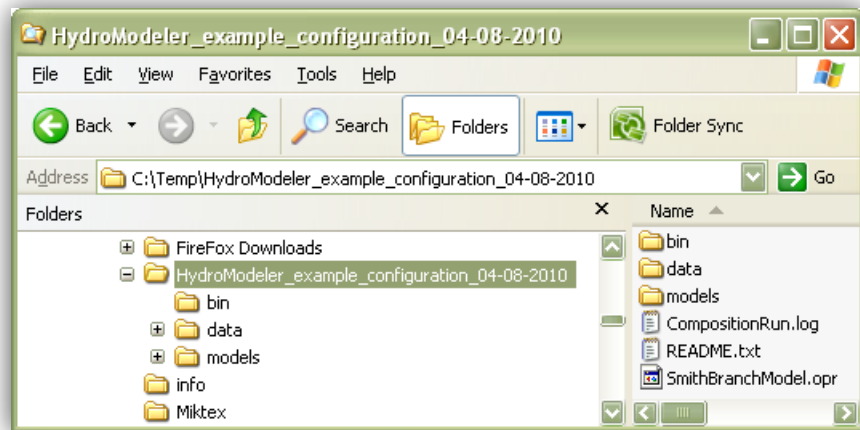 HydroModeler_example_configuration_04-08-2010
File Edit View Favorites Tools Help
Back Search Folders Folder Sync
Address C:\Temp\HydroModeler_example_configuration_04-08-2010 Go
Folders
FireFox Downloads
HydroModeler_example_configuration_04-08-2010
bin
data
models
info
Miktex
Name
bin
data
models
CompositionRun.log
README.txt
SmithBranchModel.opr